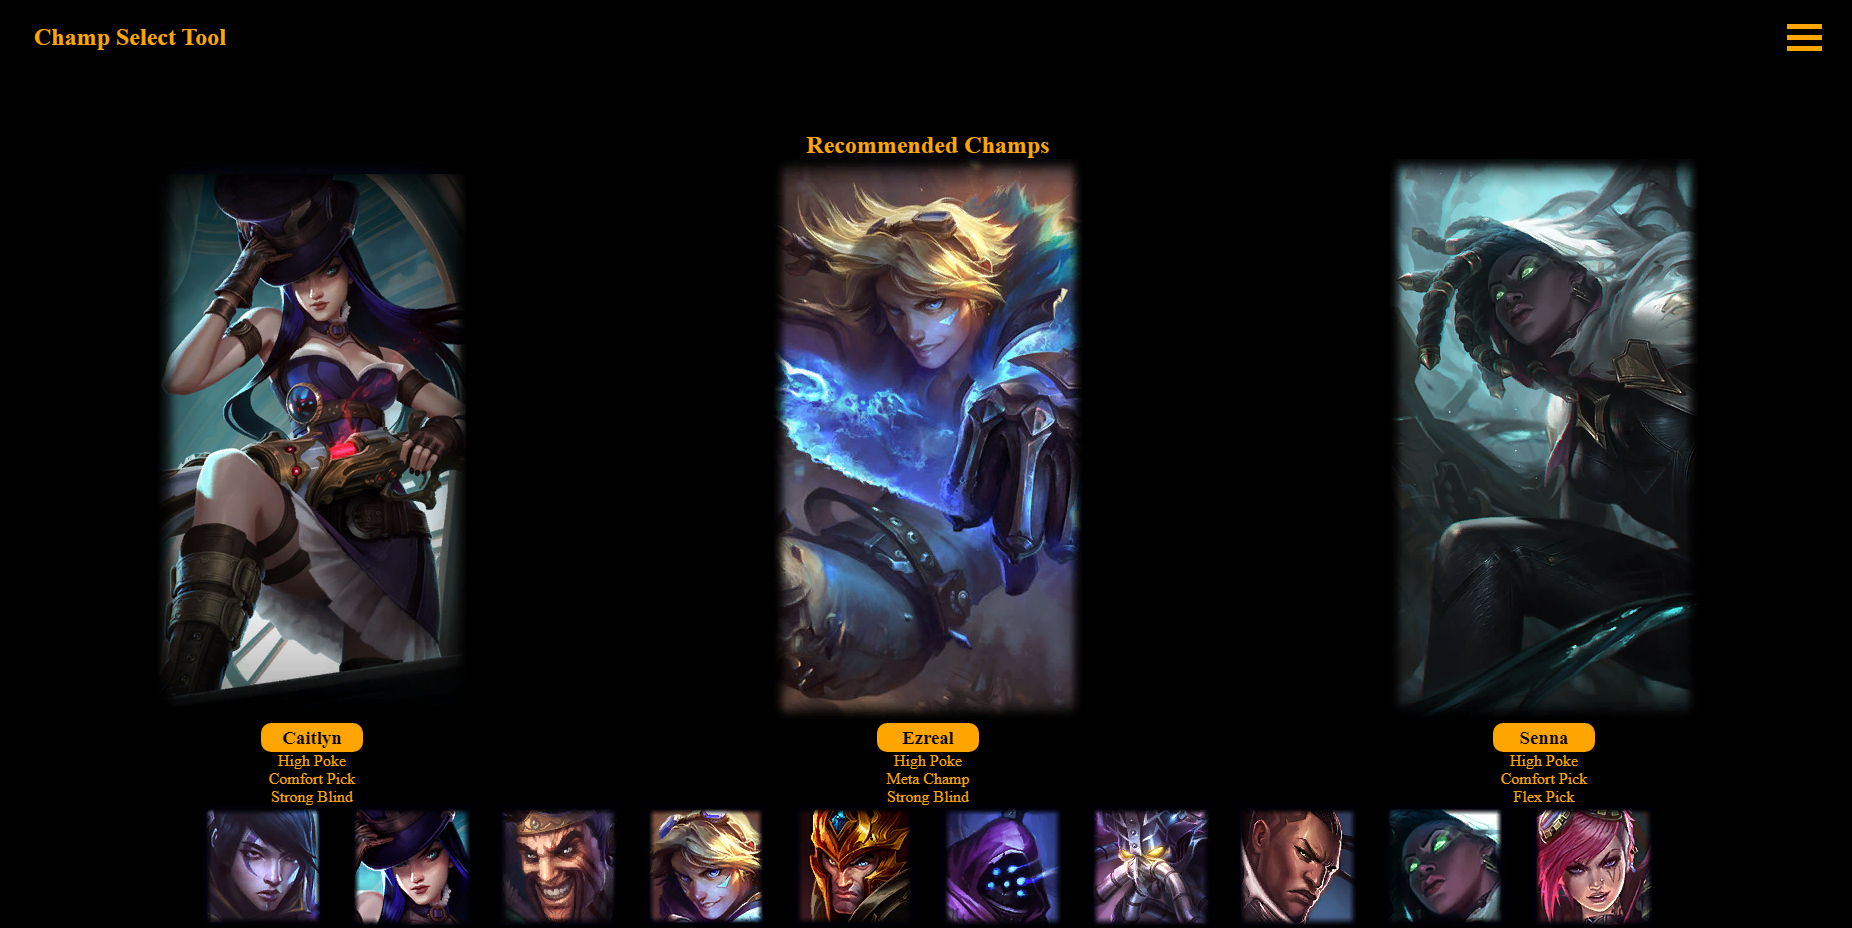 Champ Select Tool
Recommended Champs
Caitlyn
High Poke
Comfort Pick
Strong Blind
Ezreal
High Poke
Meta Champ
Strong Blind
Senna
High Poke
Comfort Pick
Flex Pick